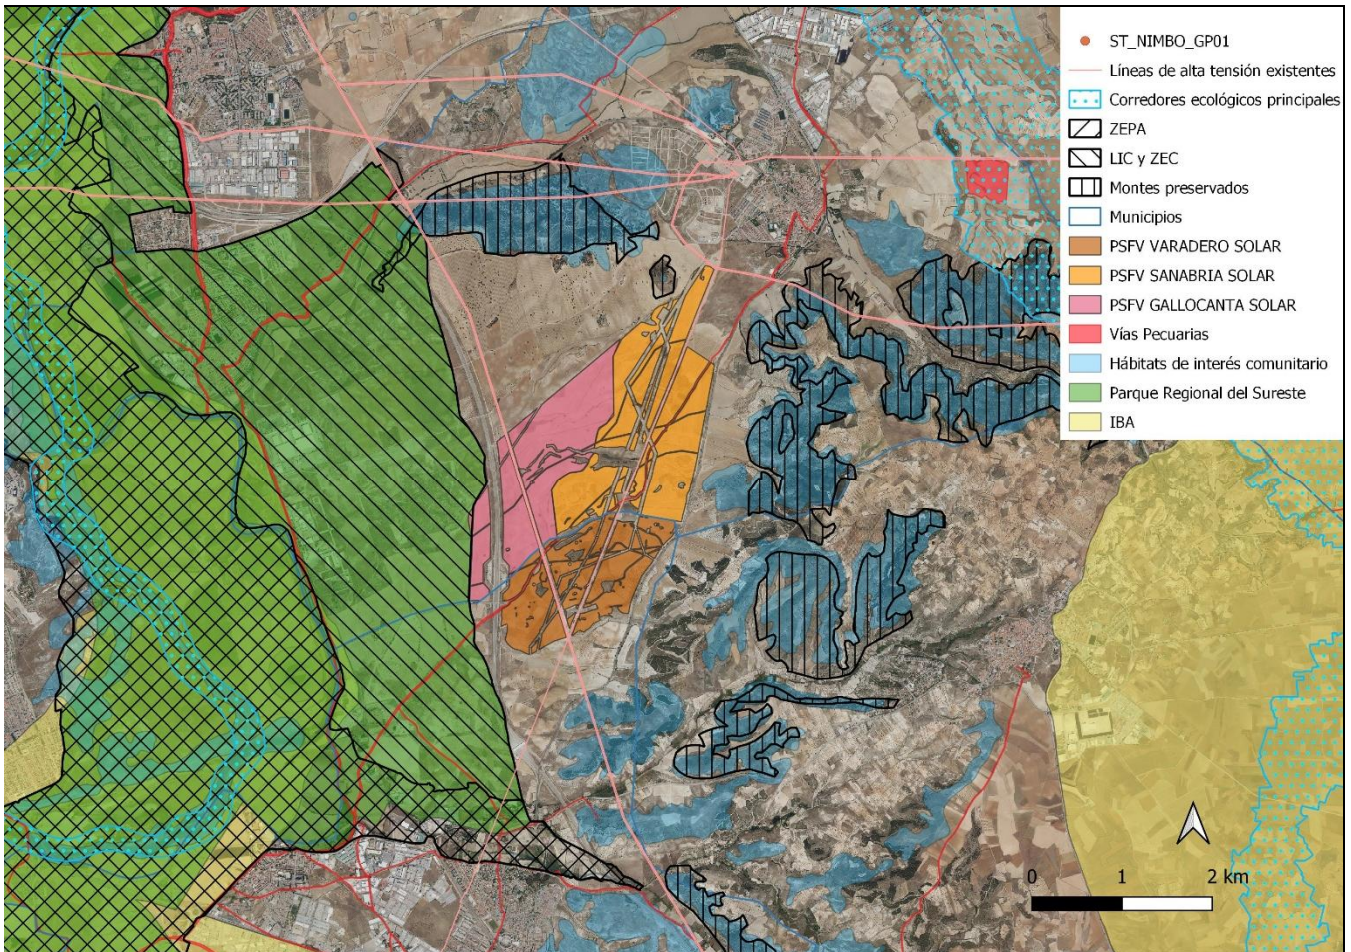 ST_NIMBO_GP01
Líneas de alta tensión existentes
Corredores ecológicos principales
ZEPA
LIC y ZEC
Montes preservados
Municipios
PSFV VARADERO SOLAR
PSFV SANABRIA SOLAR
PSFV GALLOCANTA SOLAR
Vías Pecuarias
Hábitats de interés comunitario
Parque Regional del Sureste
IBA
0 1 2 km